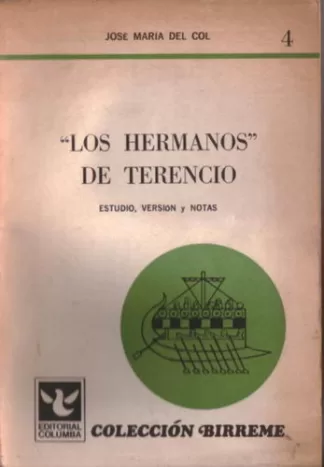 JOSE MARIA DEL COL
4
“LOS HERMANOS”
DE TERENCIO
ESTUDIO, VERSION y NOTAS
EDITORIAL
COLUMBA
COLECCIÓN BIRREME